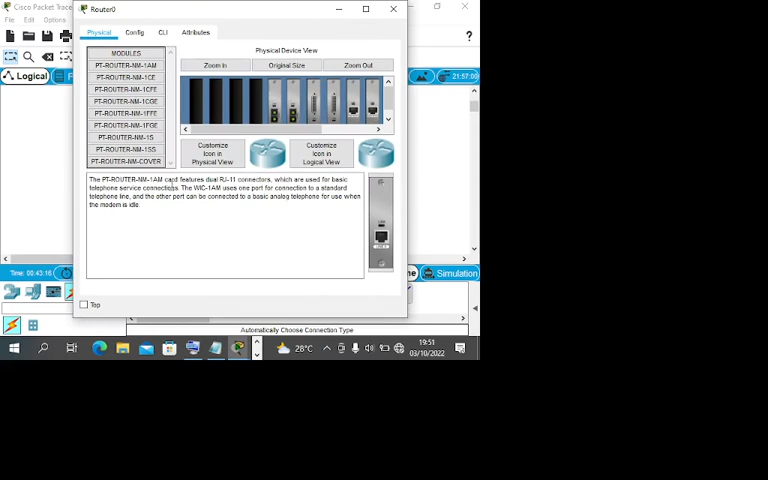 Cisco Packet Trace
Router0
File Edit Options
Physical Config CLI Attributes
MODULES
PT-ROUTER-NM-1AM
PT-ROUTER-NM-1CE
PT-ROUTER-NM-1CFE
PT-ROUTER-NM-1CGE
PT-ROUTER-NM-1FFE
PT-ROUTER-NM-1FGE
PT-ROUTER-NM-1S
PT-ROUTER-NM-1SS
PT-ROUTER-NM-COVER
Physical Device View
Zoom In Original Size Zoom Out
Customize
Icon in
Physical View
Customize
Icon in
Logical View
Logical
21:57:00
The PT-ROUTER-NM-1AM card features dual RJ-11 connectors, which are used for basic
telephone service connections. The WIC-1AM uses one port for connection to a standard
telephone line, and the other port can be connected to a basic analog telephone for use when
the modem is idle.
Top
Time: 00:43:16
me
Simulation
Automatically Choose Connection Type
28°C
19:51
03/10/2022